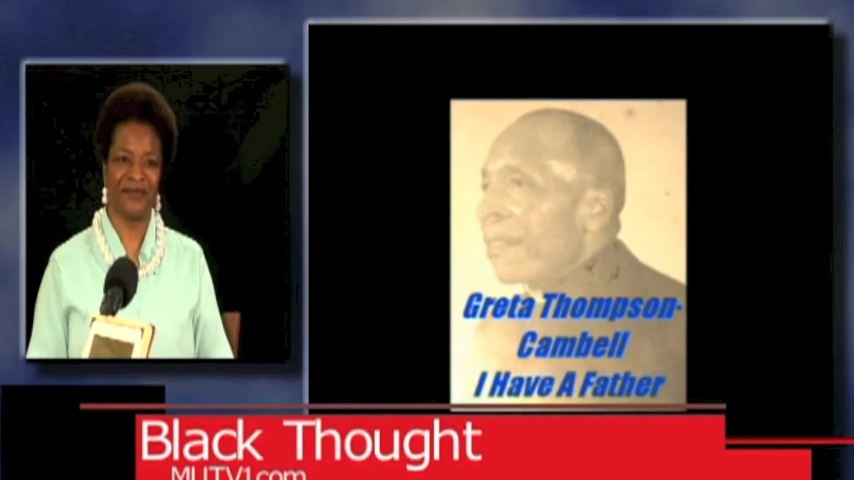 Greta Thompson-
Cambell
I Have A Father
Black Thought
MUTV1.com